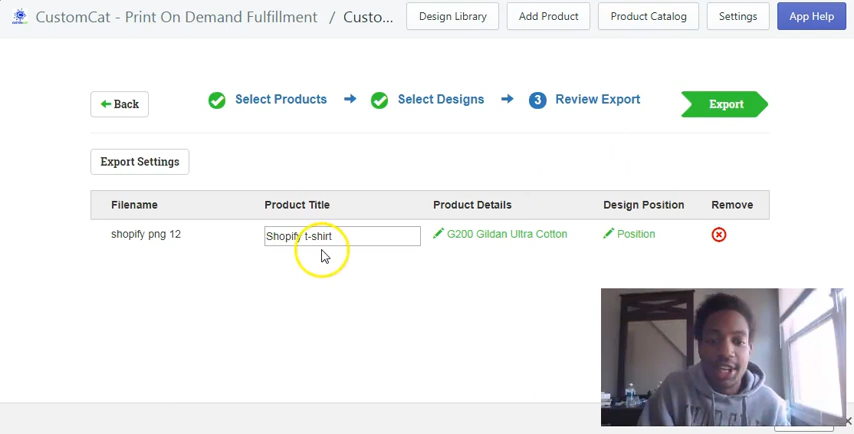 CustomCat - Print On Demand Fulfillment / Custo...
Design Library
Add Product
Product Catalog
Settings
App Help
Back
Select Products
Select Designs
3 Review Export
Export
Export Settings
Filename Product Title Product Details Design Position Remove
shopify png 12 Shopify t-shirt G200 Gildan Ultra Cotton Position